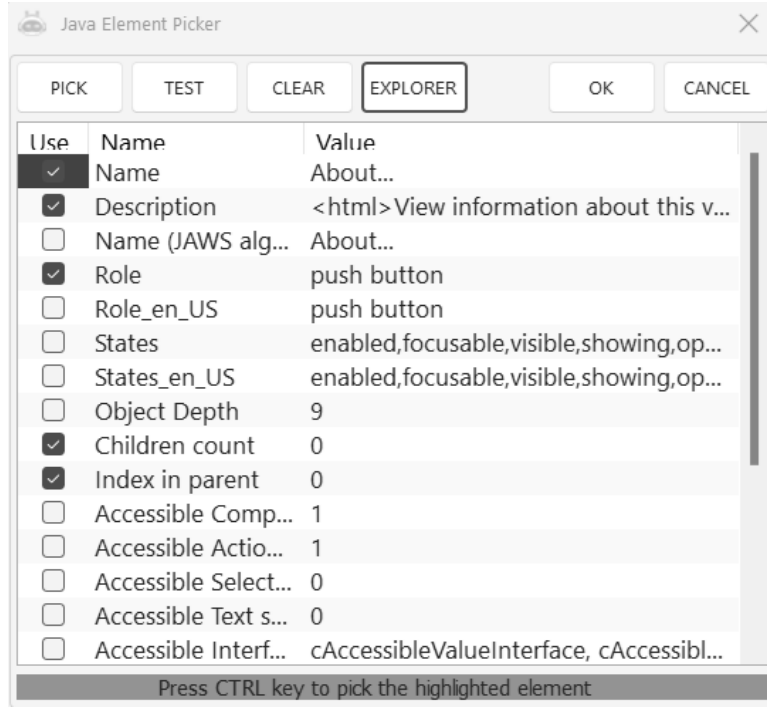 Java Element Picker
PICK TEST CLEAR EXPLORER OK CANCEL
Use Name Value
Name About...
Description <html>View information about this v...
Name (JAWS alg... About...
Role push button
Role_en_US push button
States enabled,focusable,visible,showing,op...
States_en_US enabled,focusable,visible,showing,op...
Object Depth 9
Children count 0
Index in parent 0
Accessible Comp... 1
Accessible Actio... 1
Accessible Select... 0
Accessible Text s... 0
Accessible Interf... cAccessibleValueInterface, cAccessibl...
Press CTRL key to pick the highlighted element